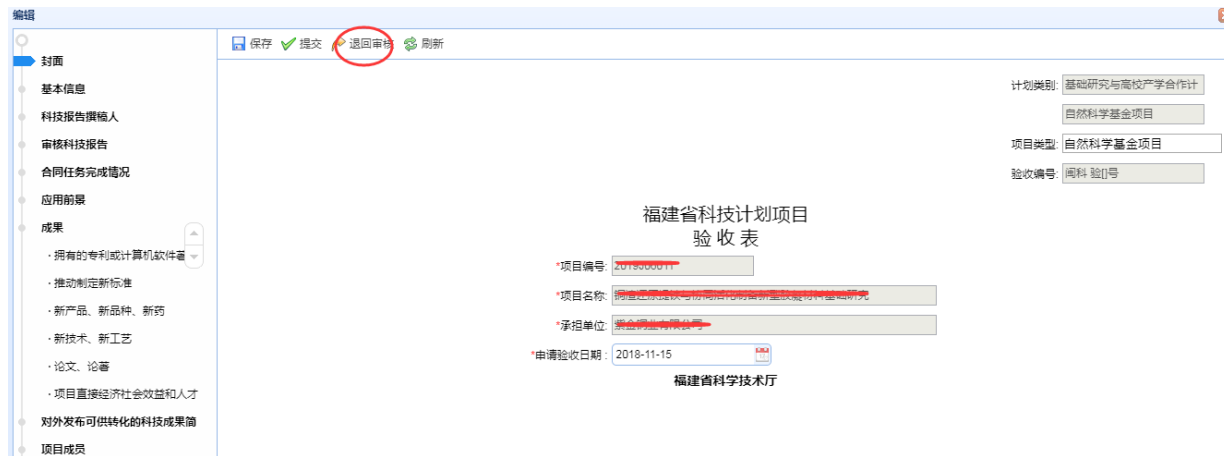 编辑
保存 提交 退回审核 刷新
封面
基本信息
科技报告撰稿人
审核科技报告
合同任务完成情况
应用前景
成果
·拥有的专利或计算机软件著
·推动制定新标准
·新产品、新品种、新药
·新技术、新工艺
·论文、论著
·项目直接经济社会效益和人才
对外发布可供转化的科技成果简
项目成员
计划类别: 基础研究与高校产学合作计
自然科学基金项目
项目类型: 自然科学基金项目
验收编号: 闽科 验[]号
福建省科技计划项目
验 收 表
*项目编号:
*项目名称:
*承担单位:
*申请验收日期: 2018-11-15
福建省科学技术厅